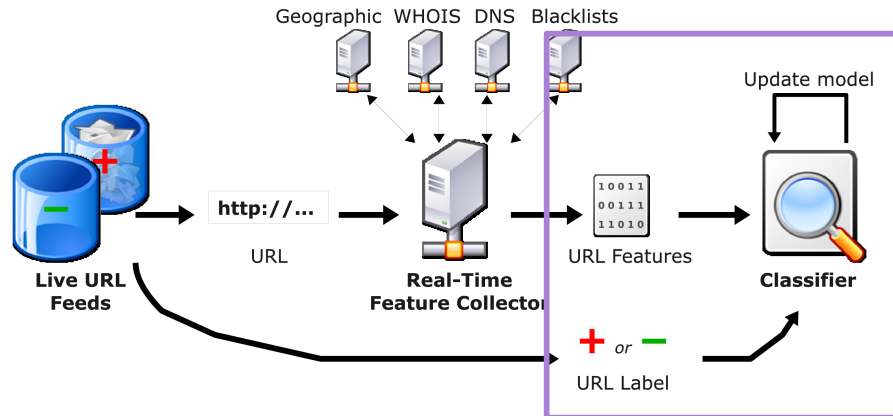 Geographic WHOIS DNS Blacklists
Update model
http://...
10011
00111
11010
URL
URL Features
Live URL
Feeds
Real-Time
Feature Collector
Classifier
+ or −
URL Label